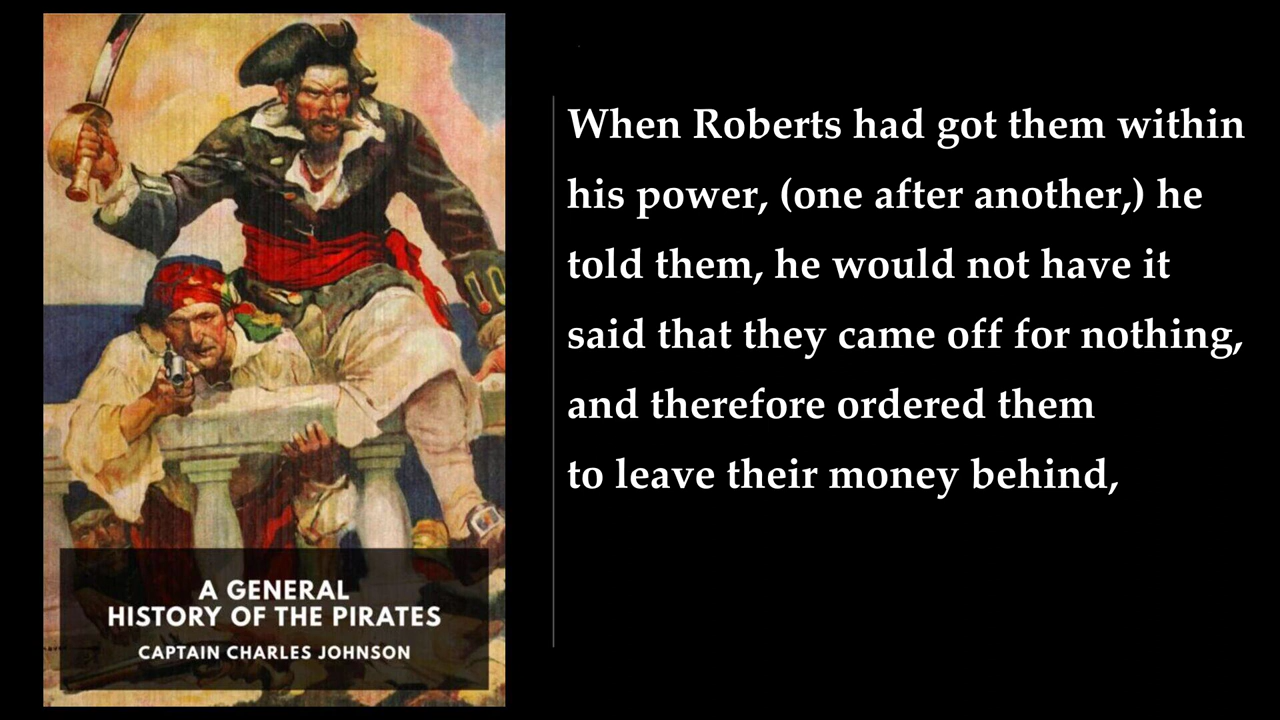 When Roberts had got them within
his power, (one after another,) he
told them, he would not have it
said that they came off for nothing,
and therefore ordered them
to leave their money behind,
A GENERAL
HISTORY OF THE PIRATES
CAPTAIN CHARLES JOHNSON